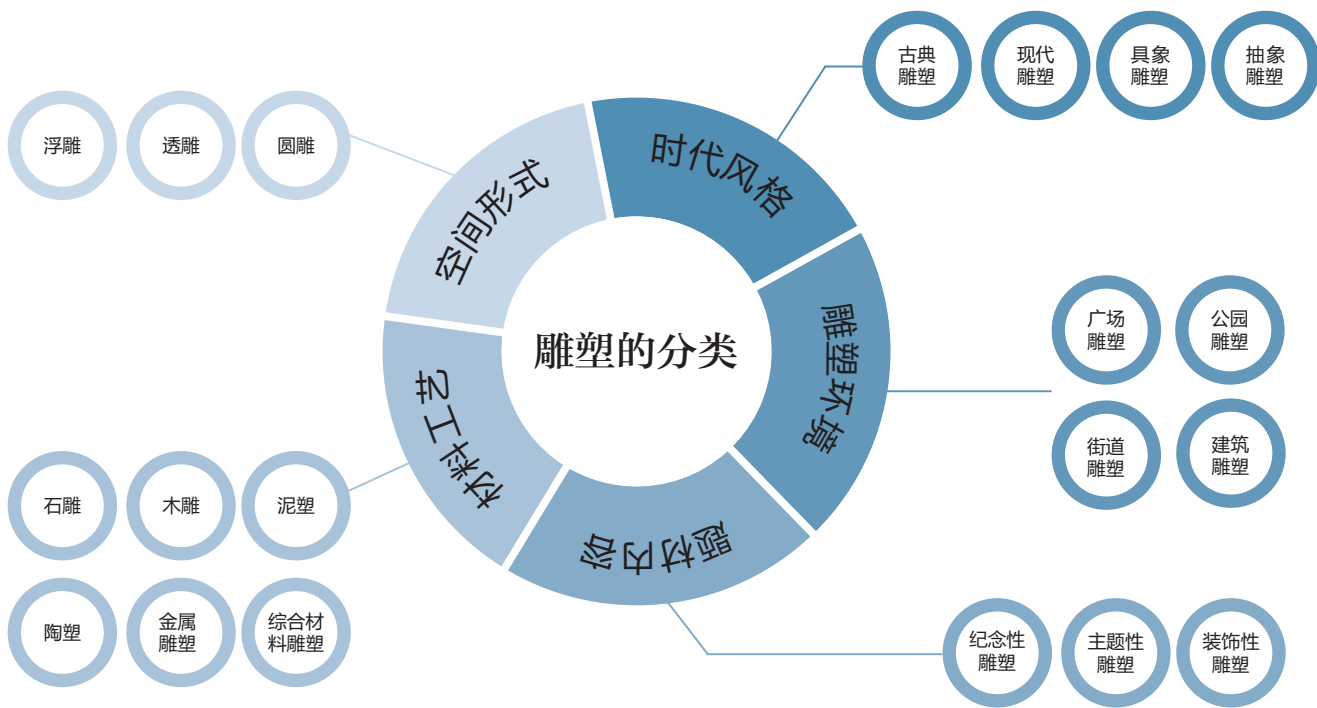 雕塑的分类
时代风格
古典
雕塑
现代
雕塑
具象
雕塑
抽象
雕塑
雕塑环境
广场
雕塑
公园
雕塑
街道
雕塑
建筑
雕塑
题材内容
纪念性
雕塑
主题性
雕塑
装饰性
雕塑
材料工艺
石雕
木雕
泥塑
陶塑
金属
雕塑
综合材
料雕塑
空间形式
浮雕
透雕
圆雕